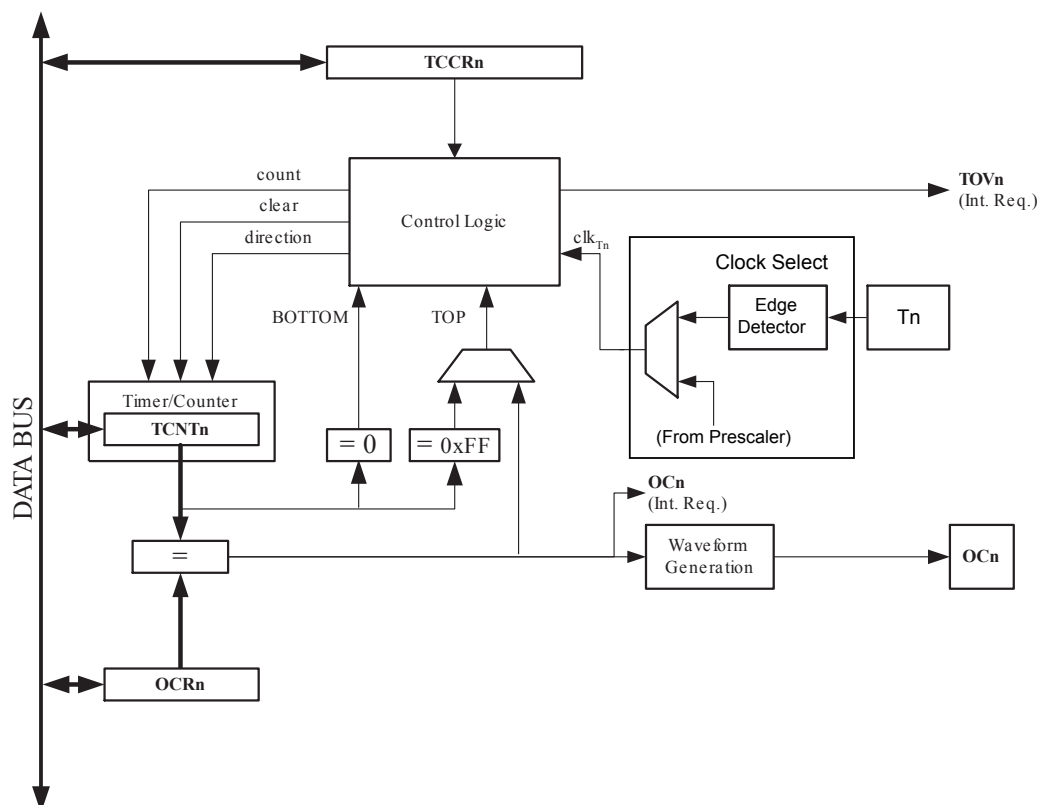 TCCRn
count
clear
direction
Control Logic
TOVn
(Int. Req.)
clkTn
Clock Select
Edge
Detector
Tn
BOTTOM
TOP
(From Prescaler)
Timer/Counter
TCNTn
= 0
= 0xFF
DATA BUS
OCn
(Int. Req.)
=
Waveform
Generation
OCn
OCRn